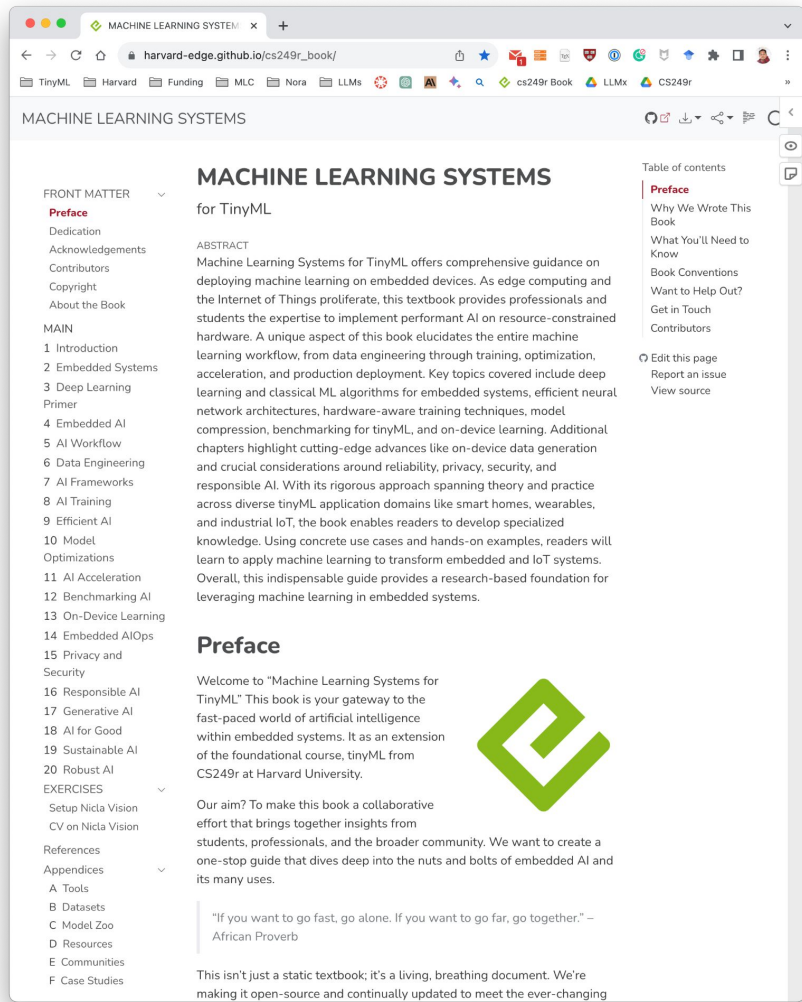 MACHINE LEARNING SYSTEM
harvard-edge.github.io/cs249r_book/
TinyML
Harvard
Funding
MLC
Nora
LLMs
cs249r Book
LLMx
CS249r
»
MACHINE LEARNING SYSTEMS
FRONT MATTER
Preface
Dedication
Acknowledgements
Contributors
Copyright
About the Book
MAIN
1 Introduction
2 Embedded Systems
3 Deep Learning
Primer
4 Embedded AI
5 AI Workflow
6 Data Engineering
7 AI Frameworks
8 AI Training
9 Efficient AI
10 Model
Optimizations
11 AI Acceleration
12 Benchmarking AI
13 On-Device Learning
14 Embedded AIOps
15 Privacy and
Security
16 Responsible AI
17 Generative AI
18 AI for Good
19 Sustainable AI
20 Robust AI
EXERCISES
Setup Nicla Vision
CV on Nicla Vision
References
Appendices
A Tools
B Datasets
C Model Zoo
D Resources
E Communities
F Case Studies
MACHINE LEARNING SYSTEMS
for TinyML
ABSTRACT
Machine Learning Systems for TinyML offers comprehensive guidance on
deploying machine learning on embedded devices. As edge computing and
the Internet of Things proliferate, this textbook provides professionals and
students the expertise to implement performant AI on resource-constrained
hardware. A unique aspect of this book elucidates the entire machine
learning workflow, from data engineering through training, optimization,
acceleration, and production deployment. Key topics covered include deep
learning and classical ML algorithms for embedded systems, efficient neural
network architectures, hardware-aware training techniques, model
compression, benchmarking for tinyML, and on-device learning. Additional
chapters highlight cutting-edge advances like on-device data generation
and crucial considerations around reliability, privacy, security, and
responsible AI. With its rigorous approach spanning theory and practice
across diverse tinyML application domains like smart homes, wearables,
and industrial IoT, the book enables readers to develop specialized
knowledge. Using concrete use cases and hands-on examples, readers will
learn to apply machine learning to transform embedded and IoT systems.
Overall, this indispensable guide provides a research-based foundation for
leveraging machine learning in embedded systems.
Preface
Welcome to “Machine Learning Systems for
TinyML” This book is your gateway to the
fast-paced world of artificial intelligence
within embedded systems. It as an extension
of the foundational course, tinyML from
CS249r at Harvard University.
Our aim? To make this book a collaborative
effort that brings together insights from
students, professionals, and the broader community. We want to create a
one-stop guide that dives deep into the nuts and bolts of embedded AI and
its many uses.
“If you want to go fast, go alone. If you want to go far, go together.” –
African Proverb
This isn’t just a static textbook; it’s a living, breathing document. We’re
making it open-source and continually updated to meet the ever-changing
Table of contents
Preface
Why We Wrote This
Book
What You’ll Need to
Know
Book Conventions
Want to Help Out?
Get in Touch
Contributors
Edit this page
Report an issue
View source